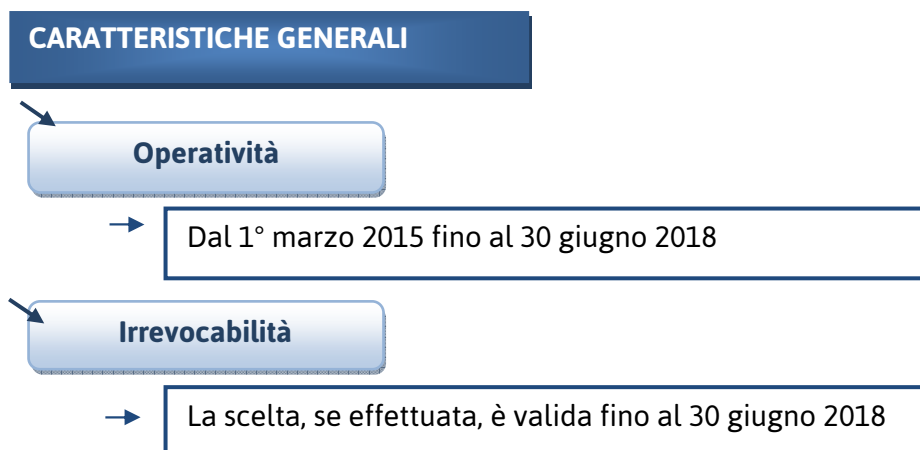 CARATTERISTICHE GENERALI
Operatività
Dal 1° marzo 2015 fino al 30 giugno 2018
Irrevocabilità
La scelta, se effettuata, è valida fino al 30 giugno 2018